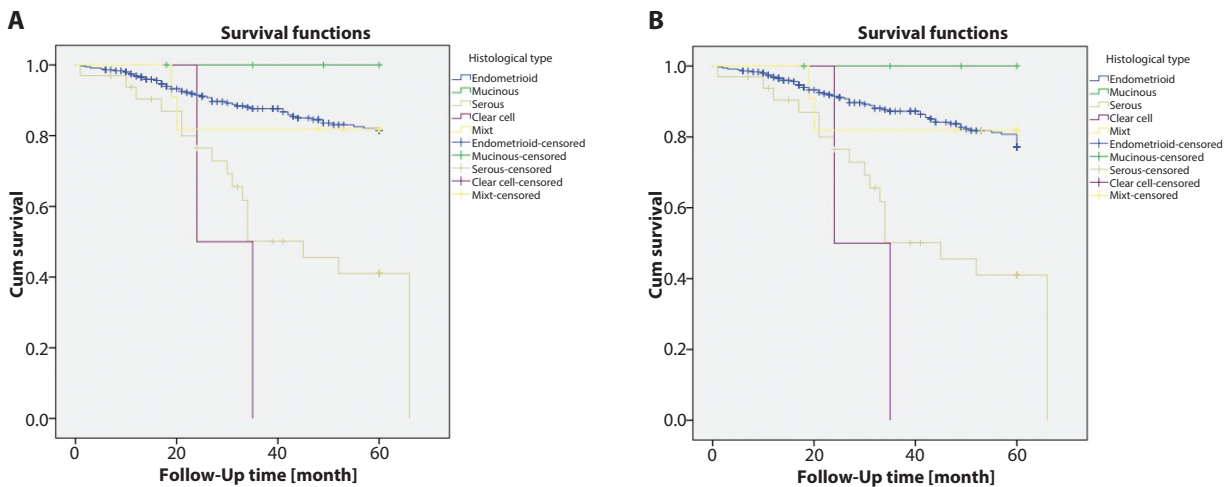 A
Survival functions
Cum survival
1.0
0.8
0.6
0.4
0.2
0.0
0
20
40
60
Follow-Up time [month]
Histological type
Endometrioid
Mucinous
Serous
Clear cell
Mixt
Endometrioid-censored
Mucinous-censored
Serous-censored
Clear cell-censored
Mixt-censored
B
Survival functions
Cum survival
1.0
0.8
0.6
0.4
0.2
0.0
0
20
40
60
Follow-Up time [month]
Histological type
Endometrioid
Mucinous
Serous
Clear cell
Mixt
Endometrioid-censored
Mucinous-censored
Serous-censored
Clear cell-censored
Mixt-censored